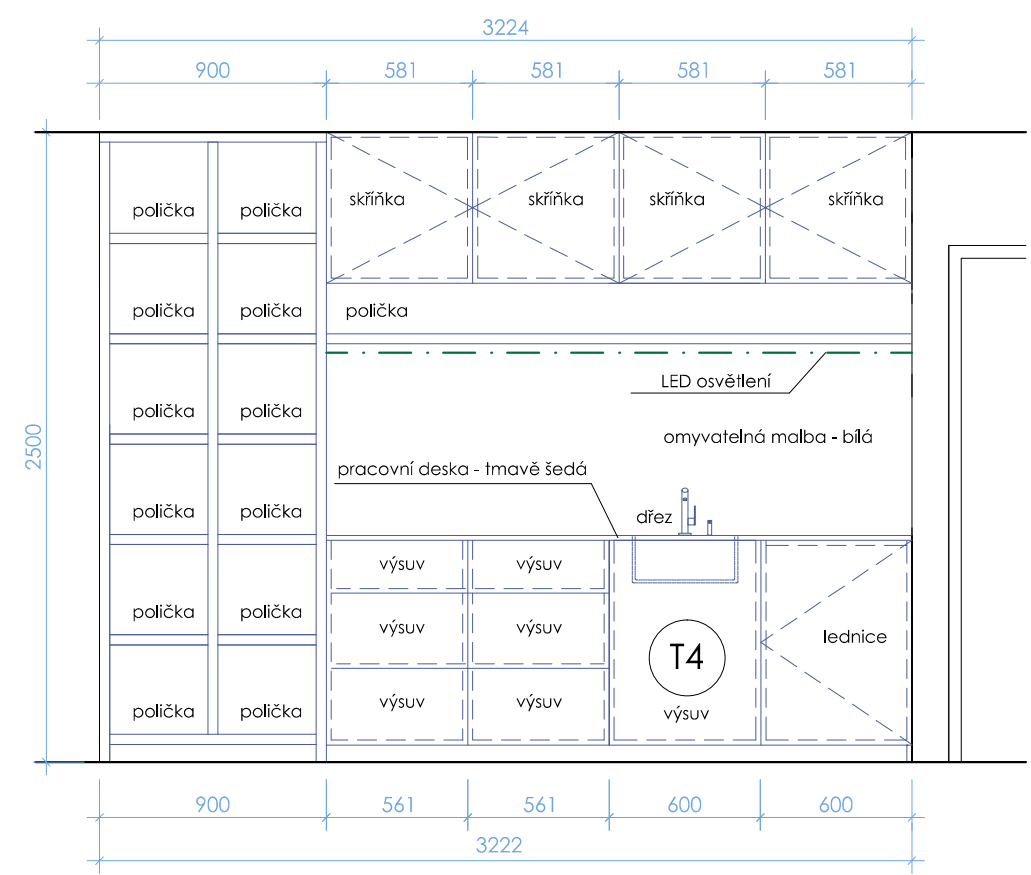 3224
900 581 581 581 581
skříňka skříňka skříňka skříňka
polička polička
polička polička polička
LED osvětlení
polička polička
omyvatelná malba - bílá
2500
pracovní deska - tmavě šedá
polička polička dřez
výsuv výsuv
polička polička
výsuv výsuv lednice
T4
výsuv výsuv
polička polička výsuv
900 561 561 600 600
3222